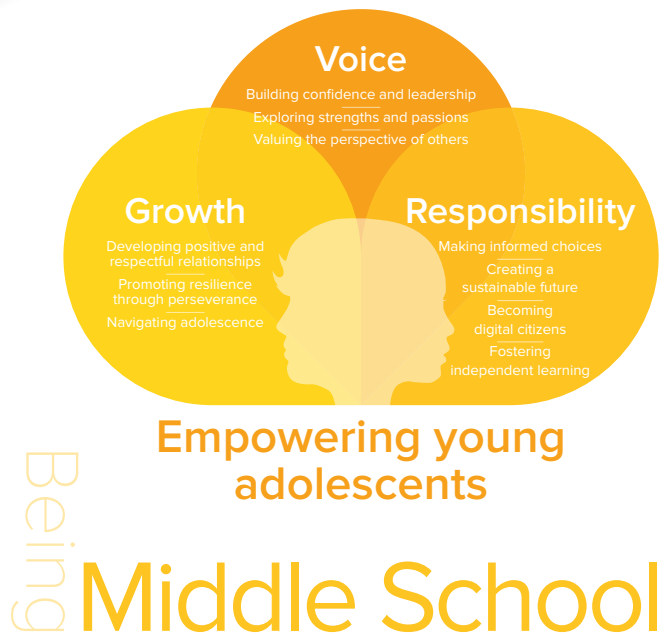 Voice
Building confidence and leadership
Exploring strengths and passions
Valuing the perspective of others
Growth
Developing positive and
respectful relationships
Promoting resilience
through perseverance
Navigating adolescence
Responsibility
Making informed choices
Creating a
sustainable future
Becoming
digital citizens
Fostering
independent learning
Empowering young
adolescents
Being
Middle School